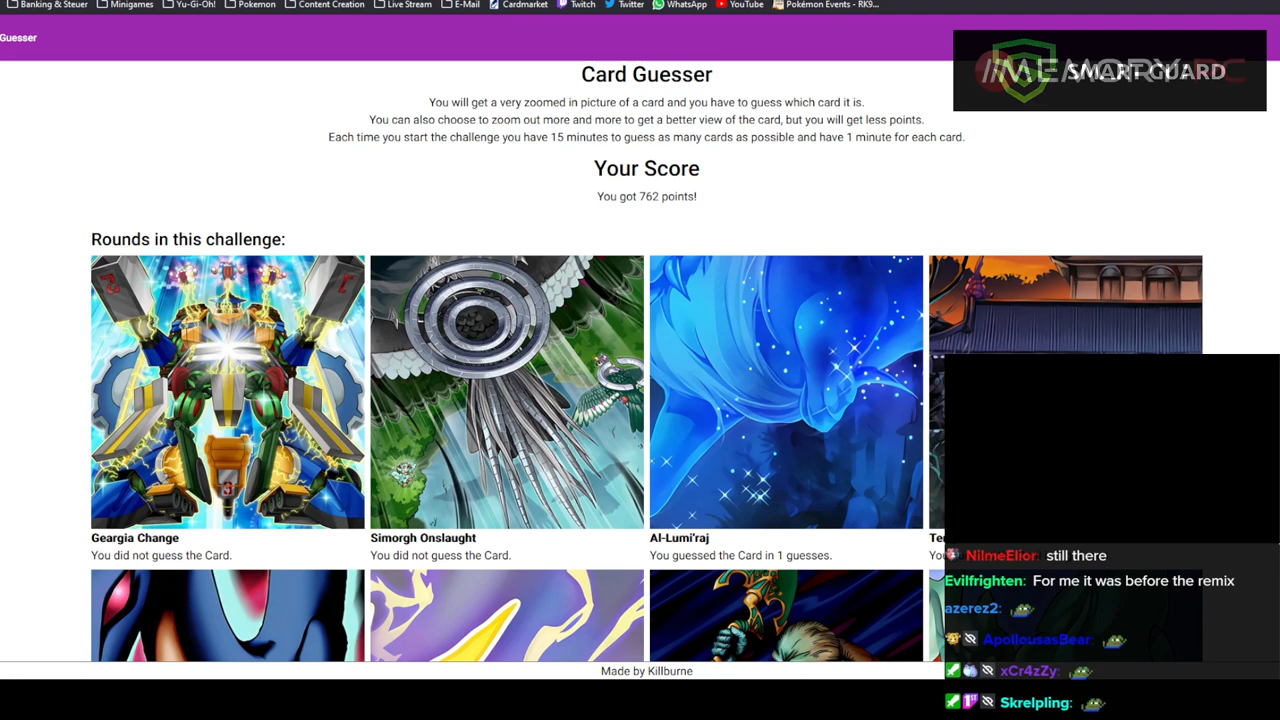 Banking & Steuer Minigames Yu-Gi-Oh! Pokemon Content Creation Live Stream E-Mail Cardmarket Twitch Twitter WhatsApp YouTube Pokémon Events - RK9...
Guesser
SMART GUARD
Card Guesser
You will get a very zoomed in picture of a card and you have to guess which card it is.
You can also choose to zoom out more and more to get a better view of the card, but you will get less points.
Each time you start the challenge you have 15 minutes to guess as many cards as possible and have 1 minute for each card.
Your Score
You got 762 points!
Rounds in this challenge:
Geargia Change
You did not guess the Card.
Simorgh Onslaught
You did not guess the Card.
Al-Lumi'raj
You guessed the Card in 1 guesses.
NilmeElior: still there
Evilfrighten: For me it was before the remix
azerez2:
ApollousasBear:
xCr4zZy:
Skrelpling:
Made by Killburne